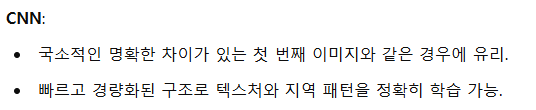 CNN:
• 국소적인 명확한 차이가 있는 첫 번째 이미지와 같은 경우에 유리.
• 빠르고 경량화된 구조로 텍스처와 지역 패턴을 정확히 학습 가능.